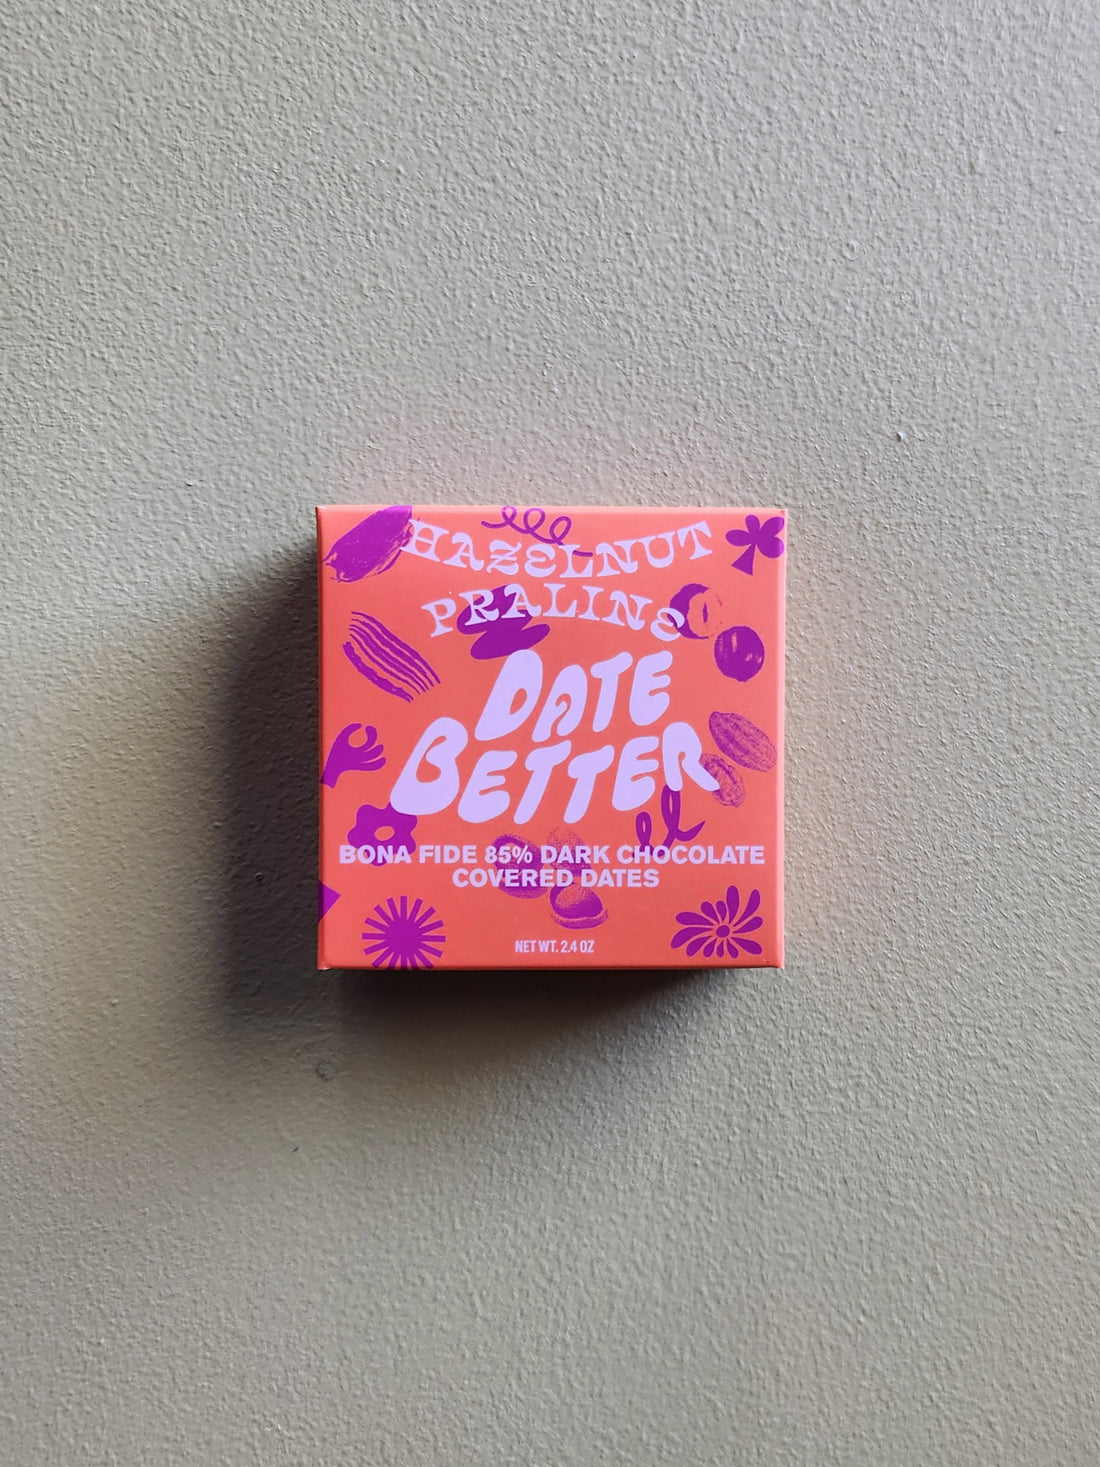 HAZELNUT
PRALINE
DATE
BETTER
BONA FIDE 85% DARK CHOCOLATE
COVERED DATES
NET WT. 2.4 OZ